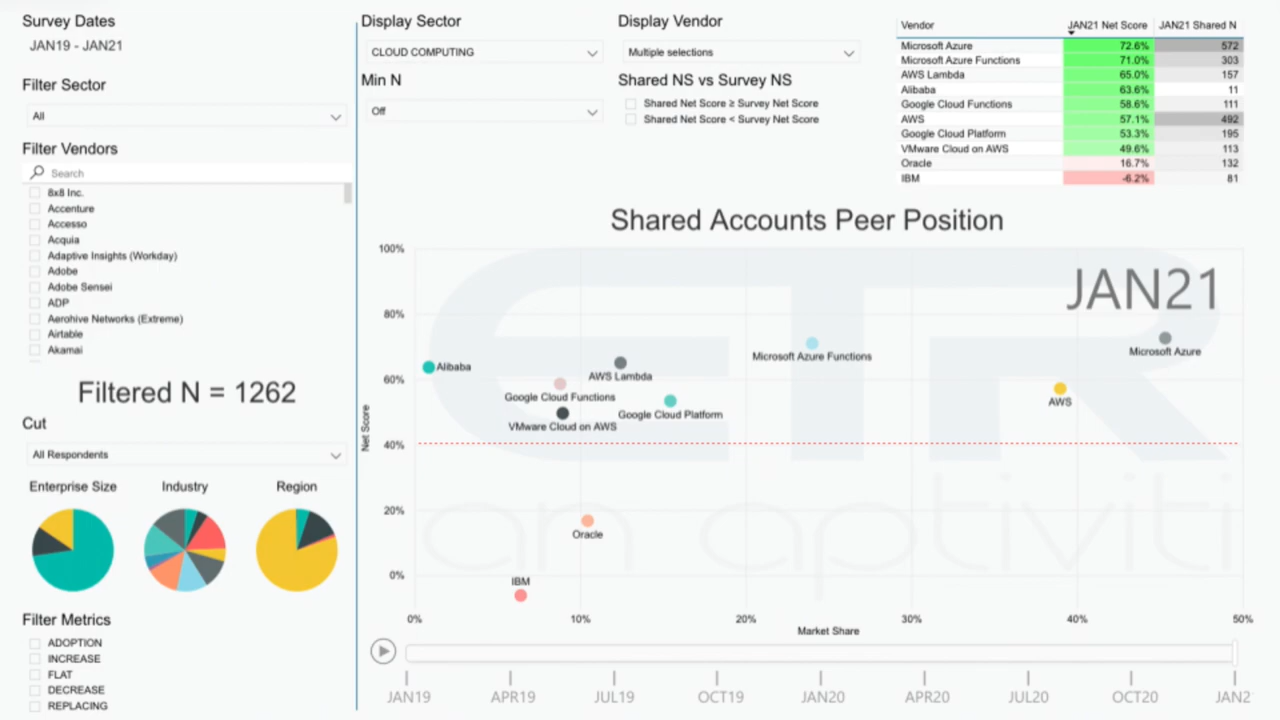 Survey Dates
JAN19 - JAN21
Filter Sector
All
Filter Vendors
Search
8x8 Inc.
Accenture
Accesso
Acquia
Adaptive Insights (Workday)
Adobe
Adobe Sensei
ADP
Aerohive Networks (Extreme)
Airtable
Akamai
Filtered N = 1262
Cut
All Respondents
Enterprise Size Industry Region
Filter Metrics
ADOPTION
INCREASE
FLAT
DECREASE
REPLACING
Display Sector
CLOUD COMPUTING
Min N
Off
Display Vendor
Multiple selections
Shared NS vs Survey NS
Shared Net Score ≥ Survey Net Score
Shared Net Score < Survey Net Score
Vendor JAN21 Net Score JAN21 Shared N
Microsoft Azure 72.6% 572
Microsoft Azure Functions 71.0% 303
AWS Lambda 65.0% 157
Alibaba 63.6% 11
Google Cloud Functions 58.6% 111
AWS 57.1% 492
Google Cloud Platform 53.3% 195
VMware Cloud on AWS 49.6% 113
Oracle 16.7% 132
IBM -6.2% 81
Shared Accounts Peer Position
JAN21
ETR
an aptiviti
100%
80%
60%
40%
20%
0%
Net Score
Microsoft Azure Functions
Microsoft Azure
Alibaba
AWS Lambda
Google Cloud Functions
AWS
Google Cloud Platform
VMware Cloud on AWS
Oracle
IBM
0% 10% 20% 30% 40% 50%
Market Share
JAN19 APR19 JUL19 OCT19 JAN20 APR20 JUL20 OCT20 JAN2